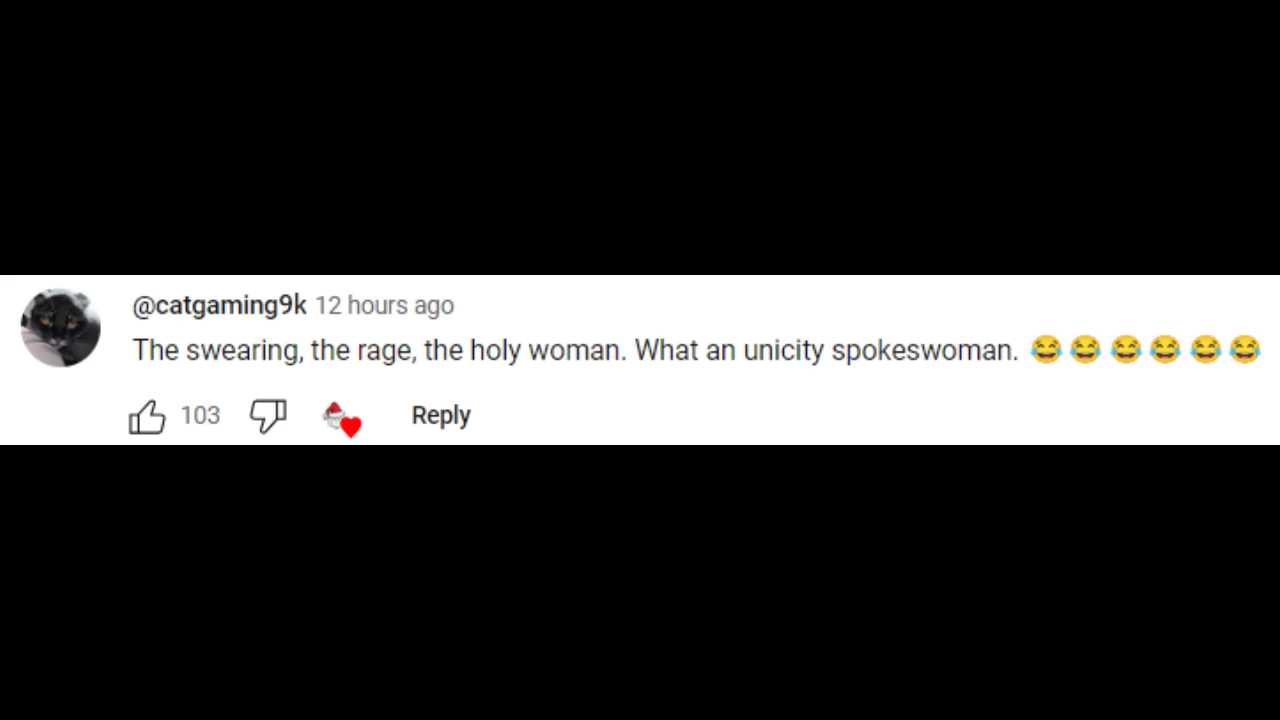 @catgaming9k 12 hours ago
The swearing, the rage, the holy woman. What an unicity spokeswoman. 😂😂😂😂😂😂
103 Reply